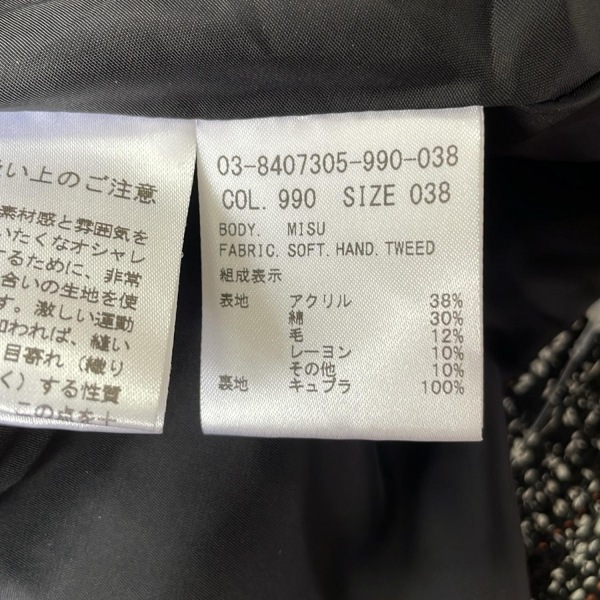 い上のご注意
素材感と雰囲気を
いたくなオシャレ
するために、非常
合いの生地を使
す。激しい運動
加われば、縫い
目寄れ（織り
く）する性質
この点を十
03-8407305-990-038
COL. 990 SIZE 038
BODY. MISU
FABRIC. SOFT. HAND. TWEED
組成表示
表地 アクリル 38%
綿 30%
毛 12%
レーヨン 10%
その他 10%
裏地 キュプラ 100%